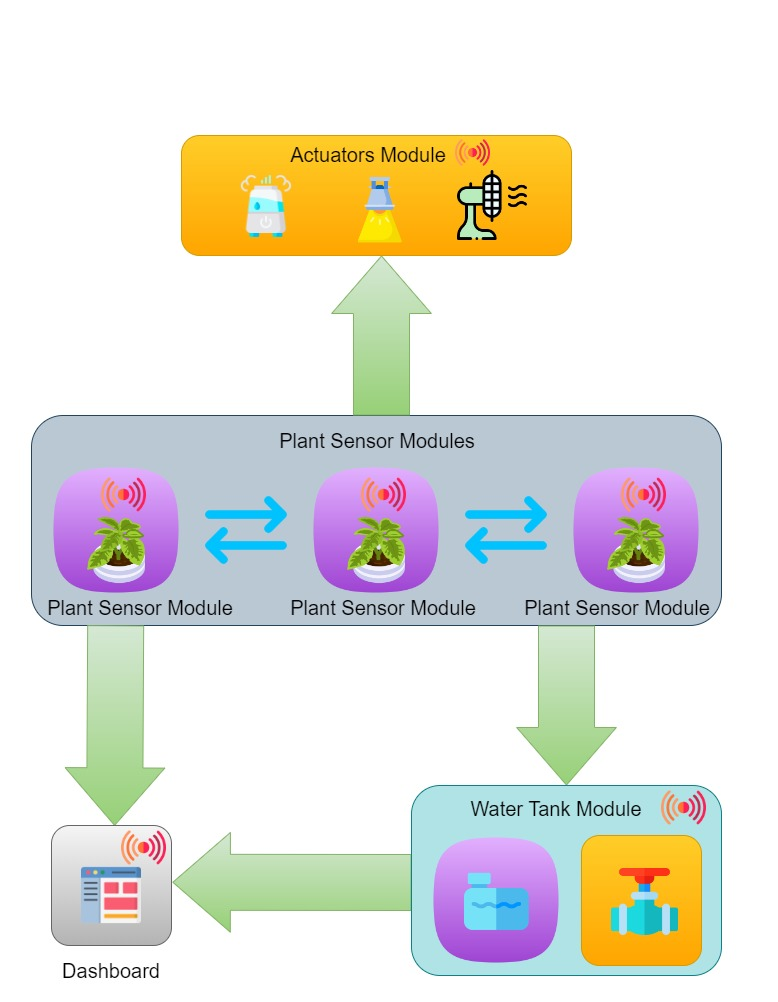 Actuators Module
Plant Sensor Modules
Plant Sensor Module
Plant Sensor Module
Plant Sensor Module
Water Tank Module
Dashboard